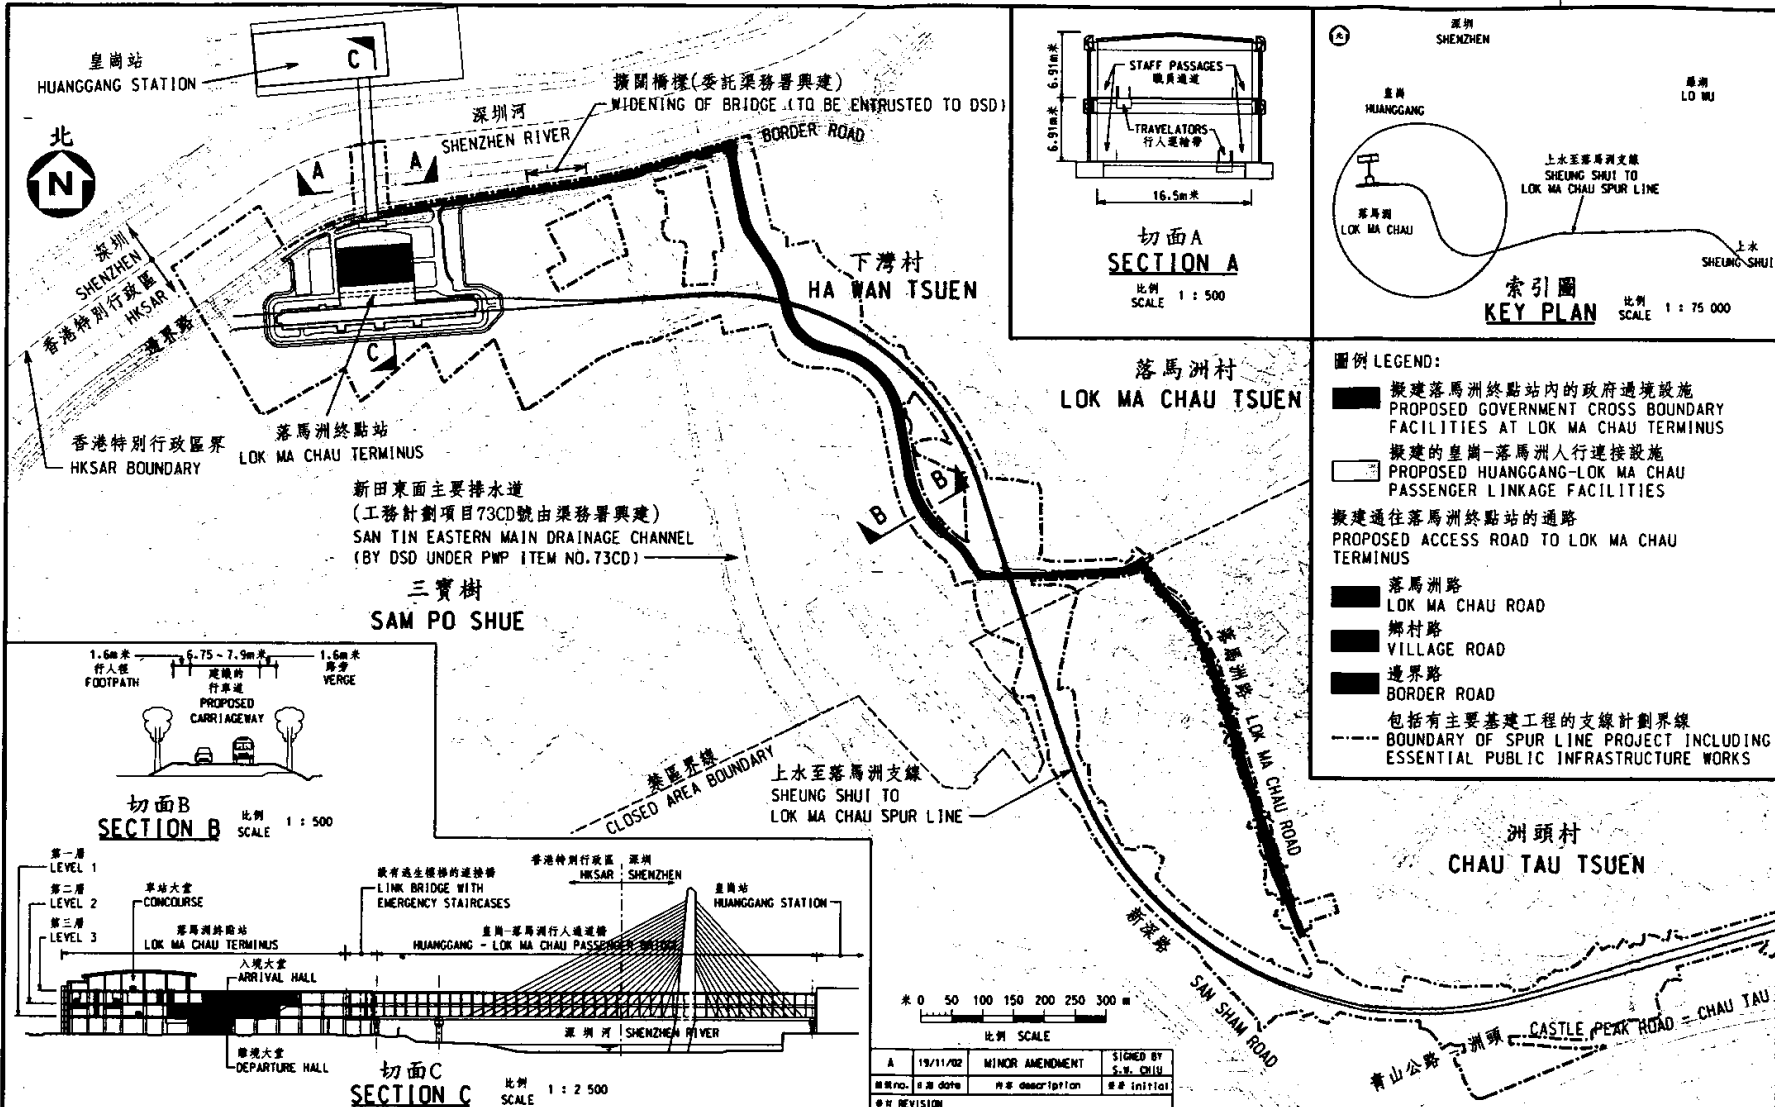 皇崗站
HUANGGANG STATION
C
北
N
深圳河
SHENZHEN RIVER
擴闊橋樑(委託渠務署興建)
WIDENING OF BRIDGE (TO BE ENTRUSTED TO DSD)
BORDER ROAD
A
A
深圳
SHENZHEN
香港特別行政區
HKSAR
邊界路
C
香港特別行政區界
HKSAR BOUNDARY
落馬洲終點站
LOK MA CHAU TERMINUS
下灣村
HA WAN TSUEN
落馬洲村
LOK MA CHAU TSUEN
新田東面主要排水道
(工務計劃項目73CD號由渠務署興建)
SAN TIN EASTERN MAIN DRAINAGE CHANNEL
(BY DSD UNDER PWP ITEM NO.73CD)
三寶樹
SAM PO SHUE
B
B
禁區界線
CLOSED AREA BOUNDARY
上水至落馬洲支線
SHEUNG SHUI TO
LOK MA CHAU SPUR LINE
落馬洲路 LOK MA CHAU ROAD
洲頭村
CHAU TAU TSUEN
新深路
SAN SHAM ROAD
青山公路 - 洲頭
CASTLE PEAK ROAD - CHAU TAU
6.91m米
6.91m米
STAFF PASSAGES
職員通道
TRAVELATORS
行人運輸帶
16.5m米
切面A
SECTION A
比例
SCALE 1 : 500
北
深圳
SHENZHEN
羅湖
LO WU
皇崗
HUANGGANG
上水至落馬洲支線
SHEUNG SHUI TO
LOK MA CHAU SPUR LINE
落馬洲
LOK MA CHAU
上水
SHEUNG SHUI
索引圖
KEY PLAN
比例
SCALE 1 : 75 000
圖例 LEGEND:
擬建落馬洲終點站內的政府過境設施
PROPOSED GOVERNMENT CROSS BOUNDARY
FACILITIES AT LOK MA CHAU TERMINUS
擬建的皇崗-落馬洲人行連接設施
PROPOSED HUANGGANG-LOK MA CHAU
PASSENGER LINKAGE FACILITIES
擬建通往落馬洲終點站的通路
PROPOSED ACCESS ROAD TO LOK MA CHAU
TERMINUS
落馬洲路
LOK MA CHAU ROAD
鄉村路
VILLAGE ROAD
邊界路
BORDER ROAD
包括有主要基建工程的支線計劃界線
BOUNDARY OF SPUR LINE PROJECT INCLUDING
ESSENTIAL PUBLIC INFRASTRUCTURE WORKS
1.6m米
行人徑
FOOTPATH
6.75 - 7.9m米
建議的
行車道
PROPOSED
CARRIAGEWAY
1.6m米
路旁
VERGE
切面B
SECTION B
比例
SCALE 1 : 500
第一層
LEVEL 1
第二層
LEVEL 2
第三層
LEVEL 3
車站大堂
CONCOURSE
落馬洲終點站
LOK MA CHAU TERMINUS
入境大堂
ARRIVAL HALL
離境大堂
DEPARTURE HALL
設有逃生樓梯的連接橋
LINK BRIDGE WITH
EMERGENCY STAIRCASES
香港特別行政區 深圳
HKSAR SHENZHEN
皇崗站
HUANGGANG STATION
皇崗-落馬洲行人通道橋
HUANGGANG - LOK MA CHAU PASSENGER BRIDGE
深圳河 SHENZHEN RIVER
切面C
SECTION C
比例
SCALE 1 : 2 500
米 0 50 100 150 200 250 300 m
比例 SCALE
A 19/11/02 MINOR AMENDMENT SIGNED BY
S.W. CHIU
編號no. 日期 date 內容 description 簽署 initial
修訂 REVISION